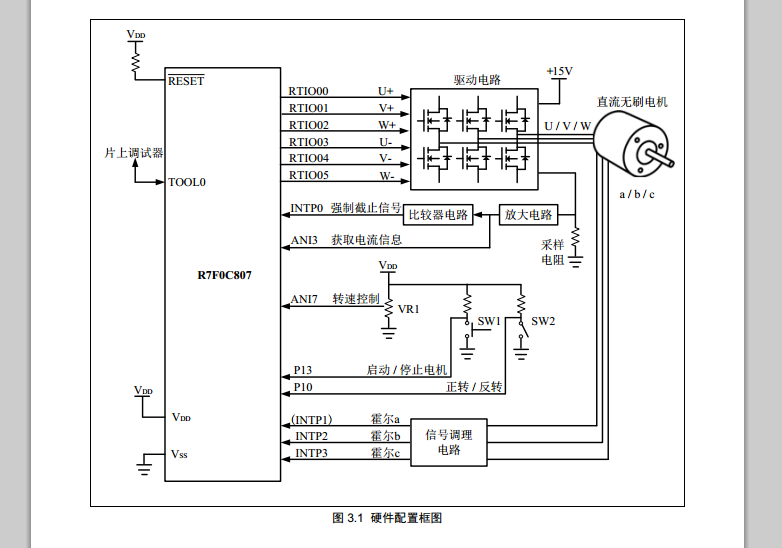 VDD
RESET
RTIO00 U+
RTIO01 V+
RTIO02 W+
RTIO03 U-
RTIO04 V-
RTIO05 W-
驱动电路
+15V
直流无刷电机
U / V / W
a / b / c
片上调试器
TOOL0
INTP0 强制截止信号
比较器电路
放大电路
ANI3 获取电流信息
采样
电阻
R7F0C807
VDD
ANI7 转速控制
VR1
SW1
SW2
P13 启动 / 停止电机
P10 正转 / 反转
VDD
VDD
(INTP1) 霍尔a
INTP2 霍尔b
INTP3 霍尔c
信号调理
电路
VSS
图 3.1 硬件配置框图